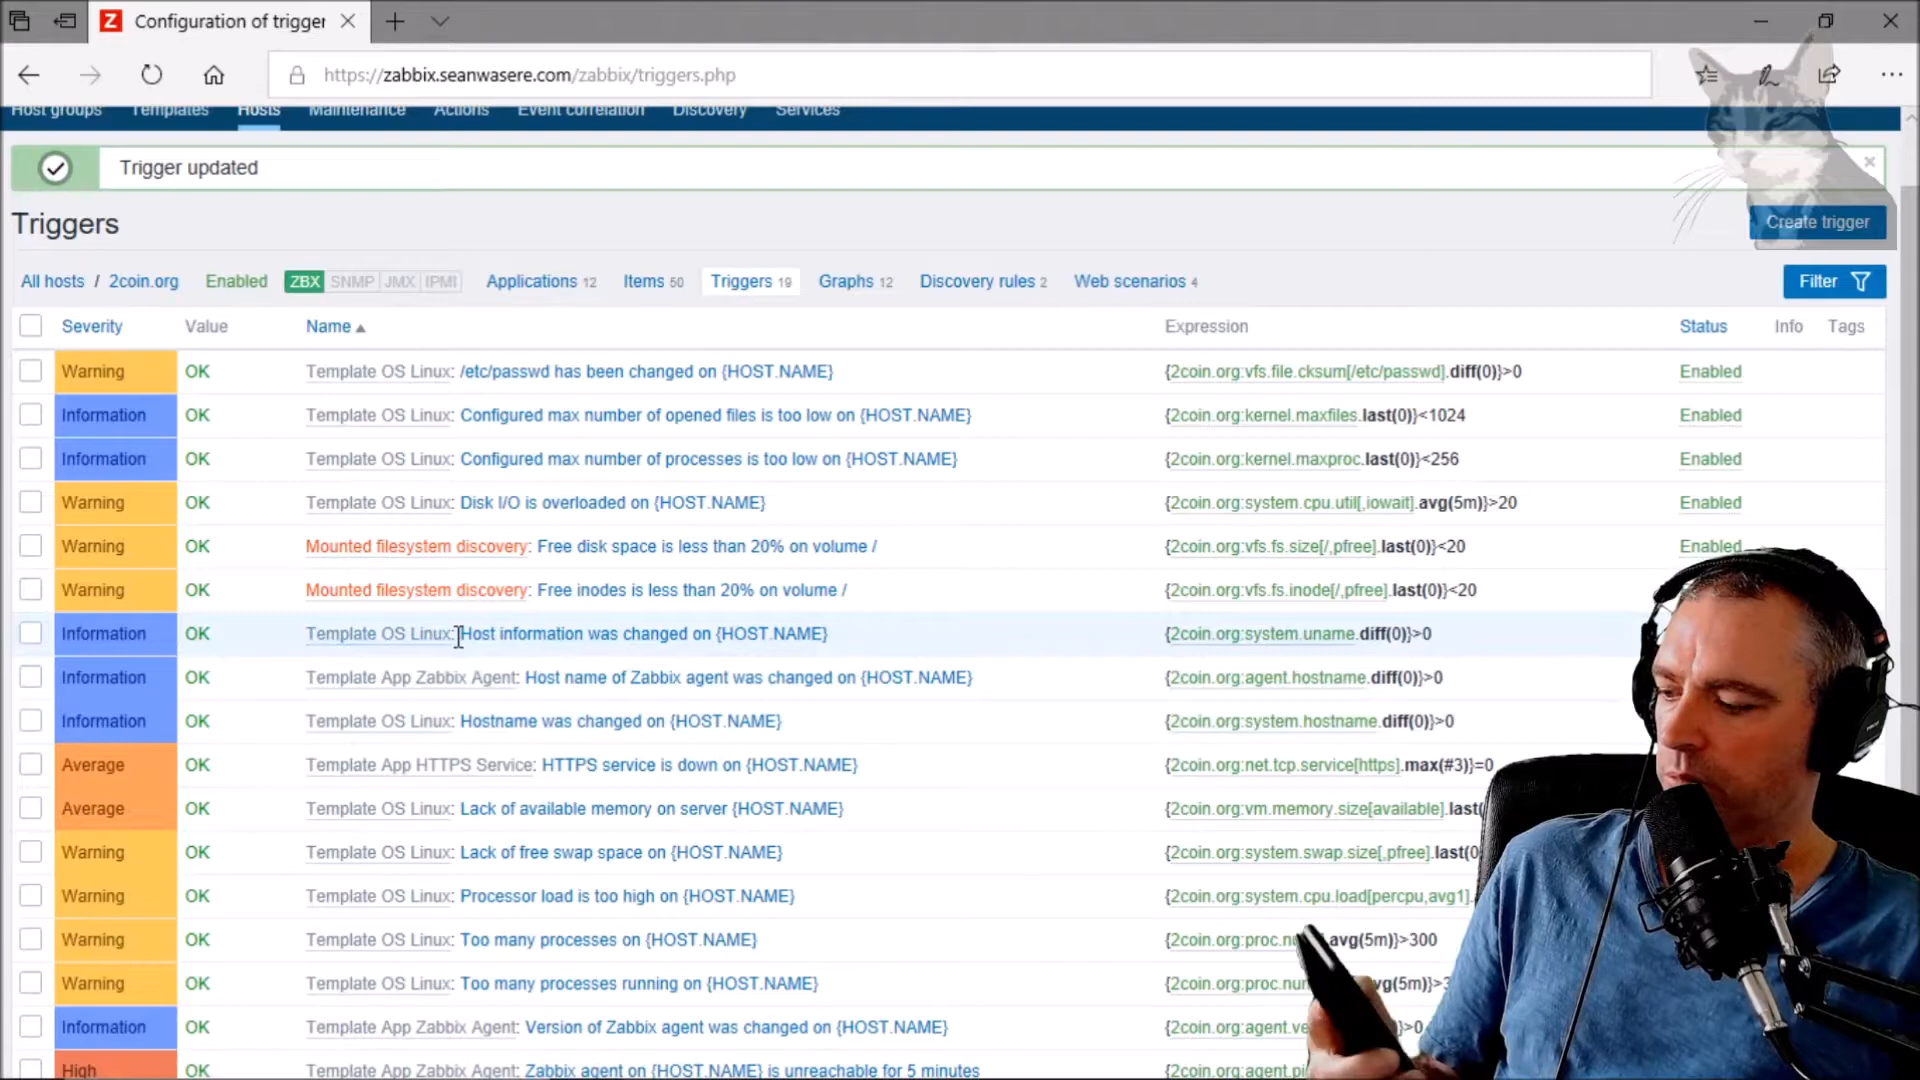 Configuration of trigger
https://zabbix.seanwasere.com/zabbix/triggers.php
Host groups Templates Hosts Maintenance Actions Event correlation Discovery Services
Trigger updated
Triggers
Create trigger
All hosts / 2coin.org Enabled ZBX SNMP JMX IPMI Applications 12 Items 50 Triggers 19 Graphs 12 Discovery rules 2 Web scenarios 4 Filter
Severity Value Name Expression Status Info Tags
Warning OK Template OS Linux: /etc/passwd has been changed on {HOST.NAME} {2coin.org:vfs.file.cksum[/etc/passwd].diff(0)}>0 Enabled
Information OK Template OS Linux: Configured max number of opened files is too low on {HOST.NAME} {2coin.org:kernel.maxfiles.last(0)}<1024 Enabled
Information OK Template OS Linux: Configured max number of processes is too low on {HOST.NAME} {2coin.org:kernel.maxproc.last(0)}<256 Enabled
Warning OK Template OS Linux: Disk I/O is overloaded on {HOST.NAME} {2coin.org:system.cpu.util[,iowait].avg(5m)}>20 Enabled
Warning OK Mounted filesystem discovery: Free disk space is less than 20% on volume / {2coin.org:vfs.fs.size[/,pfree].last(0)}<20 Enabled
Warning OK Mounted filesystem discovery: Free inodes is less than 20% on volume / {2coin.org:vfs.fs.inode[/,pfree].last(0)}<20
Information OK Template OS Linux: Host information was changed on {HOST.NAME} {2coin.org:system.uname.diff(0)}>0
Information OK Template App Zabbix Agent: Host name of Zabbix agent was changed on {HOST.NAME} {2coin.org:agent.hostname.diff(0)}>0
Information OK Template OS Linux: Hostname was changed on {HOST.NAME} {2coin.org:system.hostname.diff(0)}>0
Average OK Template App HTTPS Service: HTTPS service is down on {HOST.NAME} {2coin.org:net.tcp.service[https].max(#3)}=0
Average OK Template OS Linux: Lack of available memory on server {HOST.NAME} {2coin.org:vm.memory.size[available].last(
Warning OK Template OS Linux: Lack of free swap space on {HOST.NAME} {2coin.org:system.swap.size[,pfree].last(0
Warning OK Template OS Linux: Processor load is too high on {HOST.NAME} {2coin.org:system.cpu.load[percpu,avg1].
Warning OK Template OS Linux: Too many processes on {HOST.NAME} {2coin.org:proc.nu .avg(5m)}>300
Warning OK Template OS Linux: Too many processes running on {HOST.NAME} {2coin.org:proc.nu vg(5m)}>3
Information OK Template App Zabbix Agent: Version of Zabbix agent was changed on {HOST.NAME} {2coin.org:agent.ve >0
High OK Template App Zabbix Agent: Zabbix agent on {HOST.NAME} is unreachable for 5 minutes {2coin.org:agent.pi